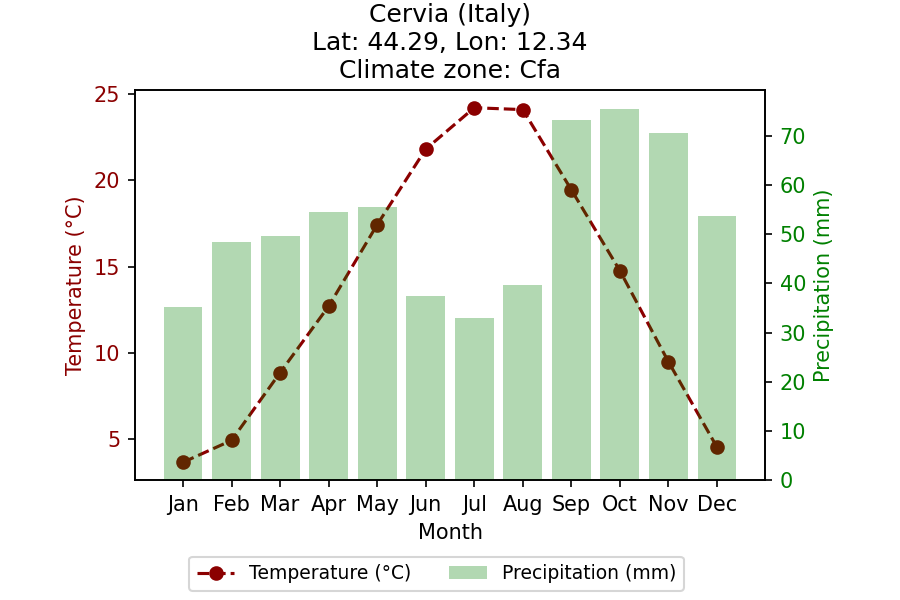 Cervia (Italy)
Lat: 44.29, Lon: 12.34
Climate zone: Cfa
Temperature (°C)
25
20
15
10
5
Precipitation (mm)
70
60
50
40
30
20
10
0
Jan Feb Mar Apr May Jun Jul Aug Sep Oct Nov Dec
Month
Temperature (°C) Precipitation (mm)